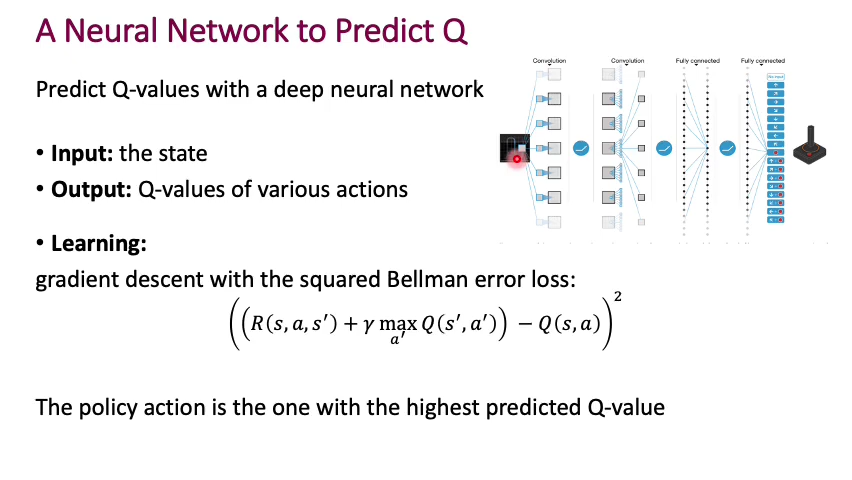 A Neural Network to Predict Q
Convolution Convolution Fully connected Fully connected
Predict Q-values with a deep neural network
• Input: the state
• Output: Q-values of various actions
• Learning:
gradient descent with the squared Bellman error loss:
((R(s, a, s′) + γ max_{a′} Q(s′, a′)) − Q(s, a))²
The policy action is the one with the highest predicted Q-value